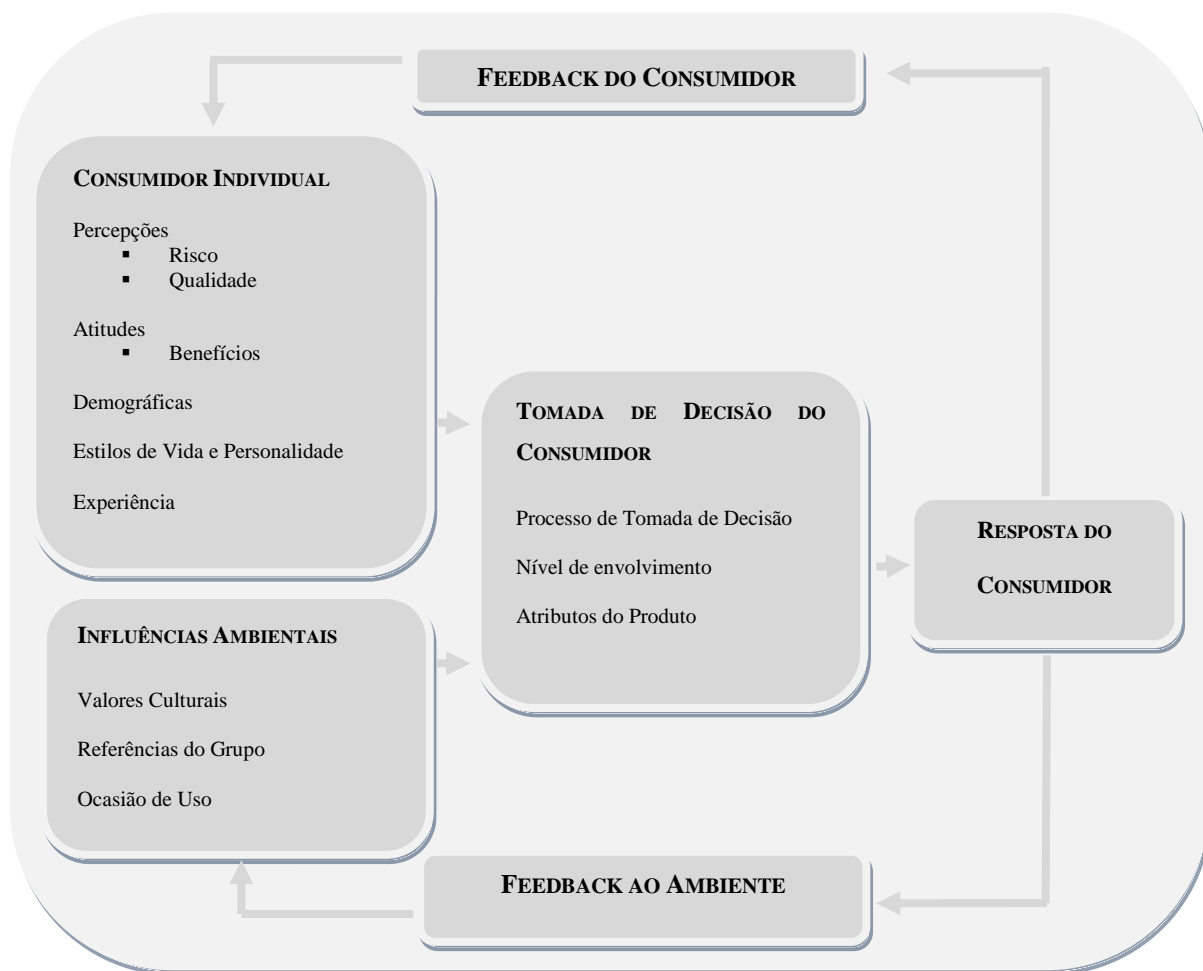 FEEDBACK DO CONSUMIDOR
CONSUMIDOR INDIVIDUAL
Percepções
▪ Risco
▪ Qualidade
Atitudes
▪ Benefícios
Demográficas
Estilos de Vida e Personalidade
Experiência
INFLUÊNCIAS AMBIENTAIS
Valores Culturais
Referências do Grupo
Ocasião de Uso
TOMADA DE DECISÃO DO
CONSUMIDOR
Processo de Tomada de Decisão
Nível de envolvimento
Atributos do Produto
RESPOSTA DO
CONSUMIDOR
FEEDBACK AO AMBIENTE